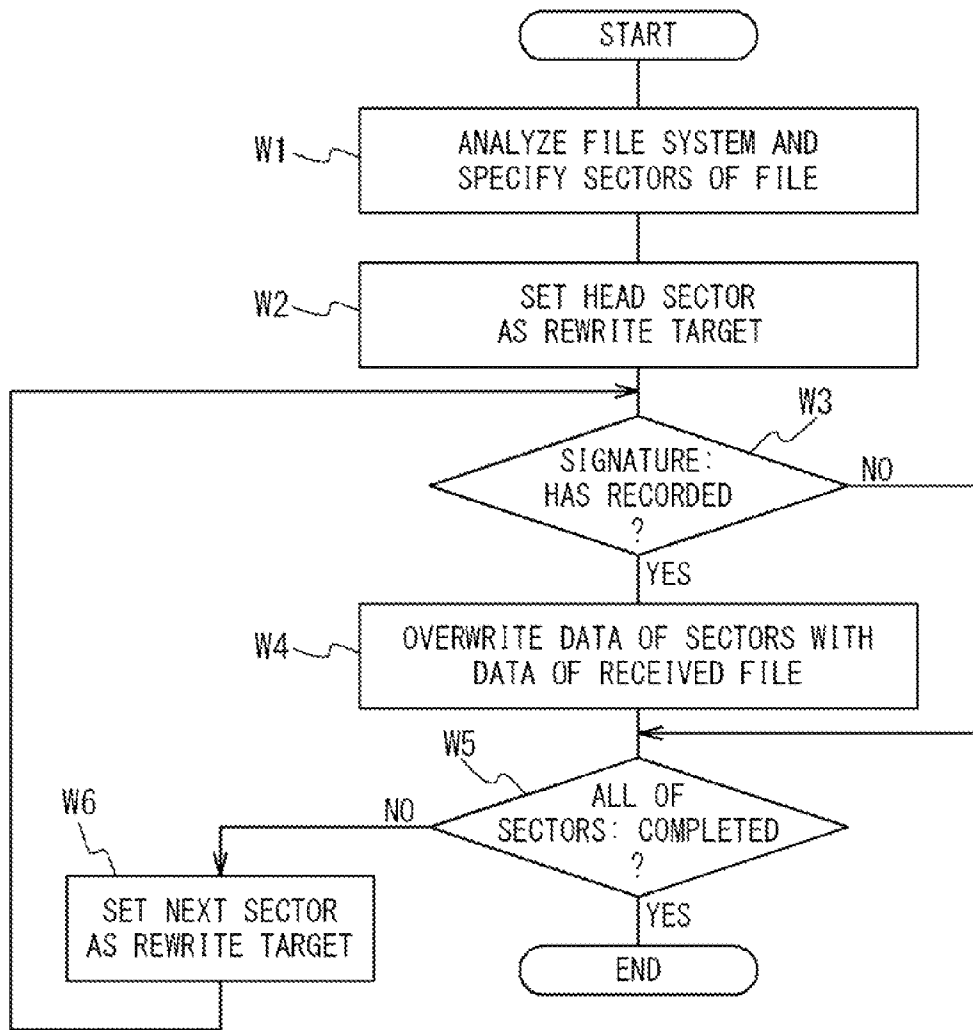 START
W1
ANALYZE FILE SYSTEM AND
SPECIFY SECTORS OF FILE
W2
SET HEAD SECTOR
AS REWRITE TARGET
W3
SIGNATURE:
HAS RECORDED
?
NO
YES
W4
OVERWRITE DATA OF SECTORS WITH
DATA OF RECEIVED FILE
W5
ALL OF
SECTORS: COMPLETED
?
NO
YES
W6
SET NEXT SECTOR
AS REWRITE TARGET
END